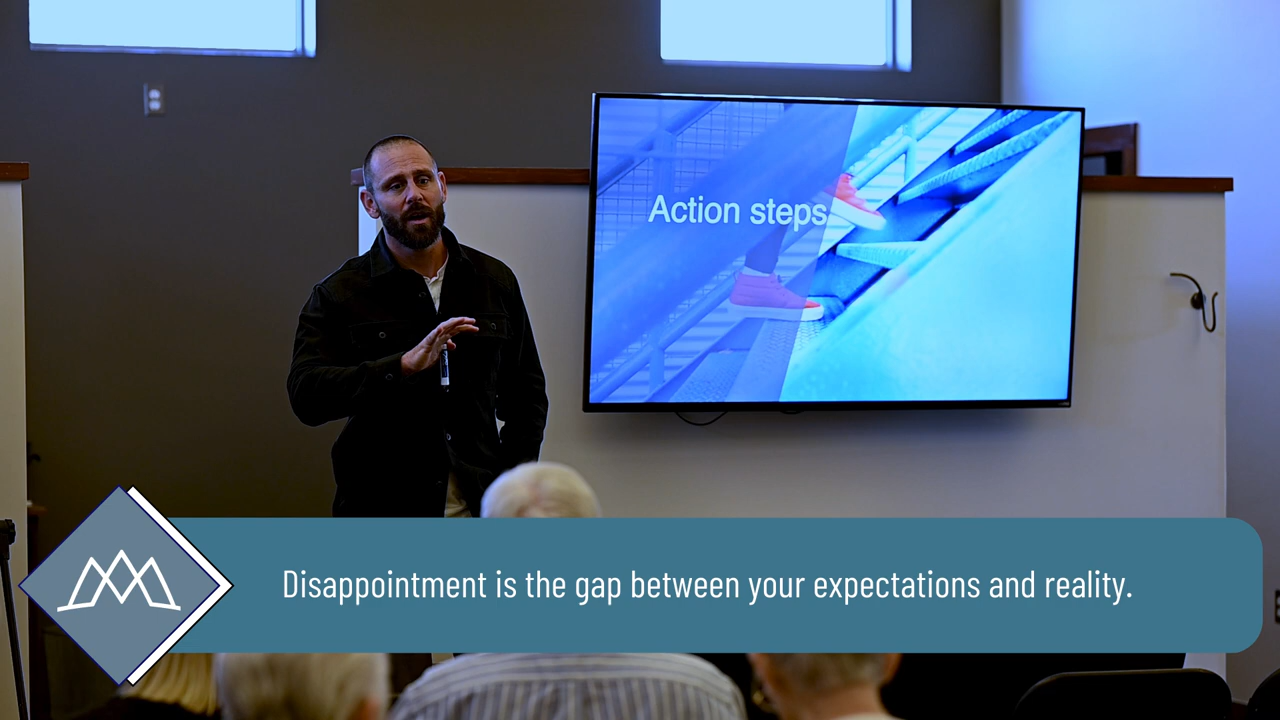 Action steps
Disappointment is the gap between your expectations and reality.